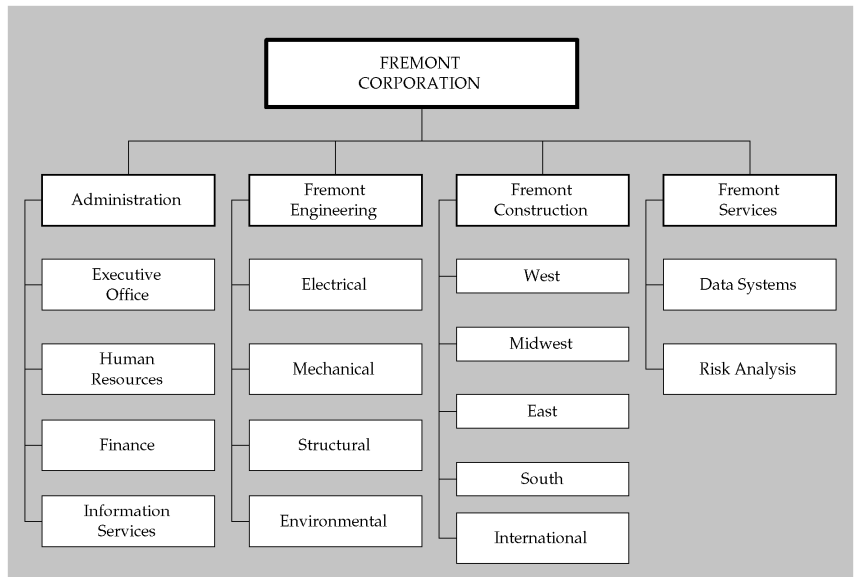 FREMONT
CORPORATION
Administration
Executive
Office
Human
Resources
Finance
Information
Services
Fremont
Engineering
Electrical
Mechanical
Structural
Environmental
Fremont
Construction
West
Midwest
East
South
International
Fremont
Services
Data Systems
Risk Analysis